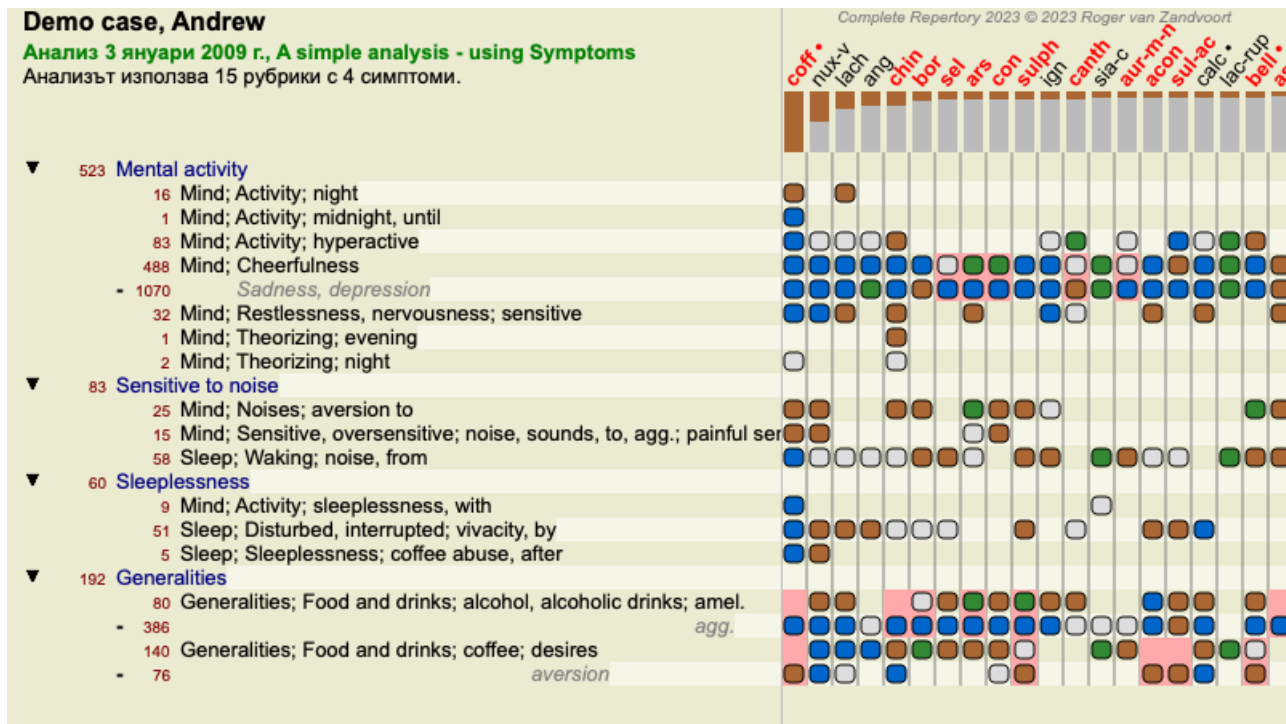 Demo case, Andrew
Complete Repertory 2023 © 2023 Roger van Zandvoort
Анализ 3 януари 2009 г., A simple analysis - using Symptoms
Анализът използва 15 рубрики с 4 симптоми.
coff • nux-v lach ang chin bor sel ars con sulph ign canth sia-c aur-m-n acon sul-ac calc • lac-rup bell •
▼ 523 Mental activity
16 Mind; Activity; night
1 Mind; Activity; midnight, until
83 Mind; Activity; hyperactive
488 Mind; Cheerfulness
- 1070 Sadness, depression
32 Mind; Restlessness, nervousness; sensitive
1 Mind; Theorizing; evening
2 Mind; Theorizing; night
▼ 83 Sensitive to noise
25 Mind; Noises; aversion to
15 Mind; Sensitive, oversensitive; noise, sounds, to, agg.; painful ser
58 Sleep; Waking; noise, from
▼ 60 Sleeplessness
9 Mind; Activity; sleeplessness, with
51 Sleep; Disturbed, interrupted; vivacity, by
5 Sleep; Sleeplessness; coffee abuse, after
▼ 192 Generalities
80 Generalities; Food and drinks; alcohol, alcoholic drinks; amel.
- 386 agg.
140 Generalities; Food and drinks; coffee; desires
- 76 aversion